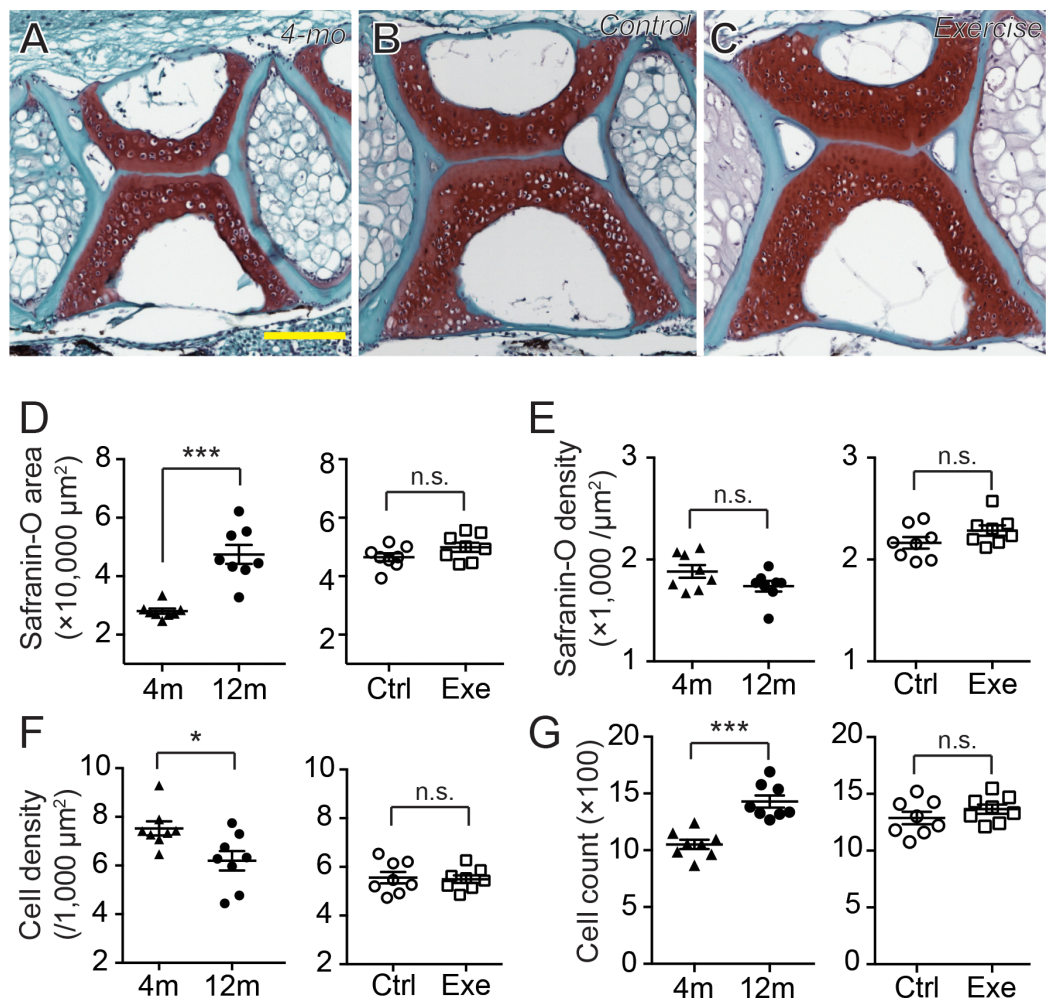 A
4-mo
B
Control
C
Exercise
D
Safranin-O area
(×10,000 µm²)
8
6
4
2
***
4m
12m
8
6
4
2
n.s.
Ctrl
Exe
E
Safranin-O density
(×1,000 /µm²)
3
2
1
n.s.
4m
12m
3
2
1
n.s.
Ctrl
Exe
F
Cell density
(/1,000 µm²)
10
8
6
4
2
*
4m
12m
10
8
6
4
2
n.s.
Ctrl
Exe
G
Cell count (×100)
20
15
10
5
0
***
4m
12m
20
15
10
5
0
n.s.
Ctrl
Exe